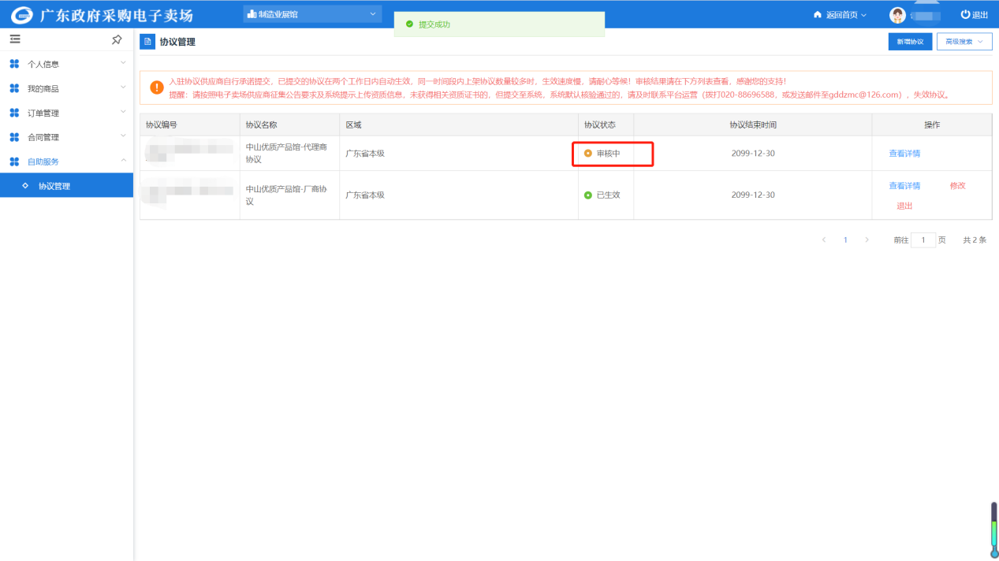 广东政府采购电子卖场
制造业展馆
提交成功
返回首页
退出
协议管理
新增协议
高级搜索
个人信息
我的商品
订单管理
合同管理
自助服务
协议管理
入驻协议供应商自行承诺提交，已提交的协议在两个工作日内自动生效，同一时间段内上架协议数量较多时，生效速度慢，请耐心等候！审核结果请在下方列表查看，感谢您的支持！
提醒：请按照电子卖场供应商征集公告要求及系统提示上传资质信息，未获得相关资质证书的，但提交至系统，系统默认核验通过的，请及时联系平台运营（拨打020-88696588，或发送邮件至gddzmc@126.com），失效协议。
协议编号 协议名称 区域 协议状态 协议结束时间 操作
中山优质产品馆-代理商
协议
广东省本级 审核中 2099-12-30 查看详情
中山优质产品馆-厂商协
议
广东省本级 已生效 2099-12-30 查看详情 修改
退出
1 前往 1 页 共 2 条